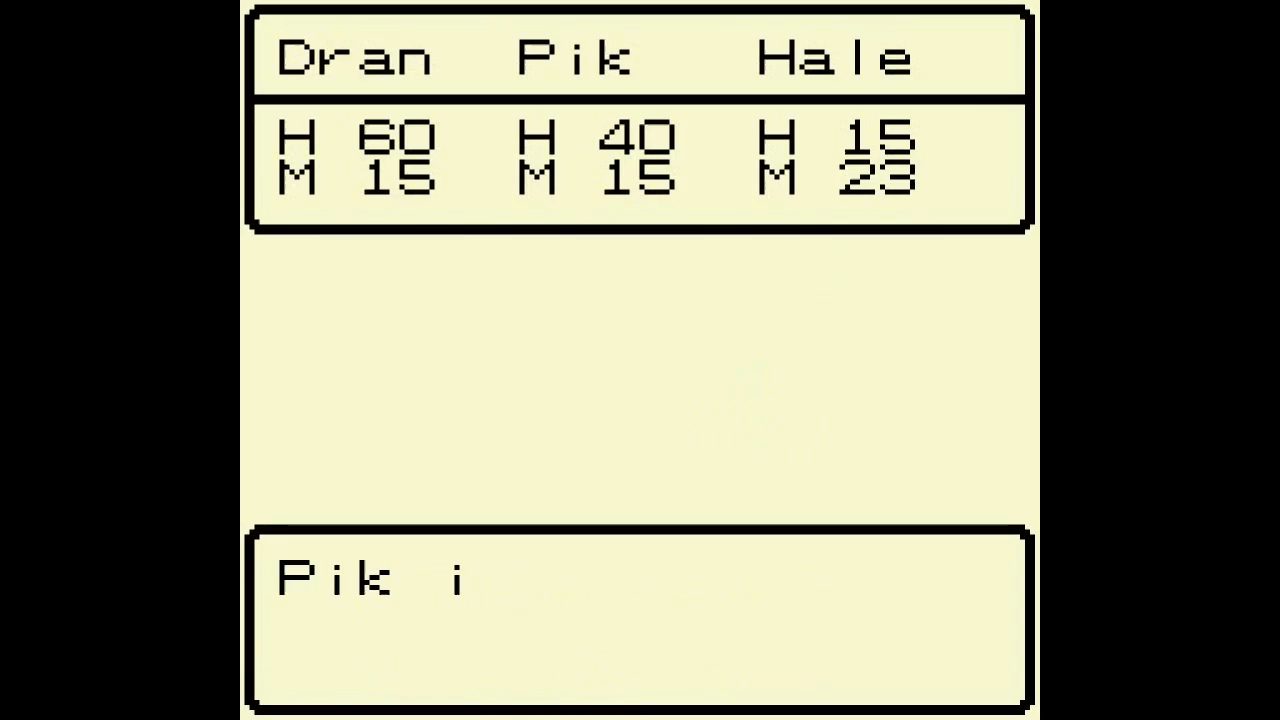 Dran Pik Hale
H 60 H 40 H 15
M 15 M 15 M 23
Pik i